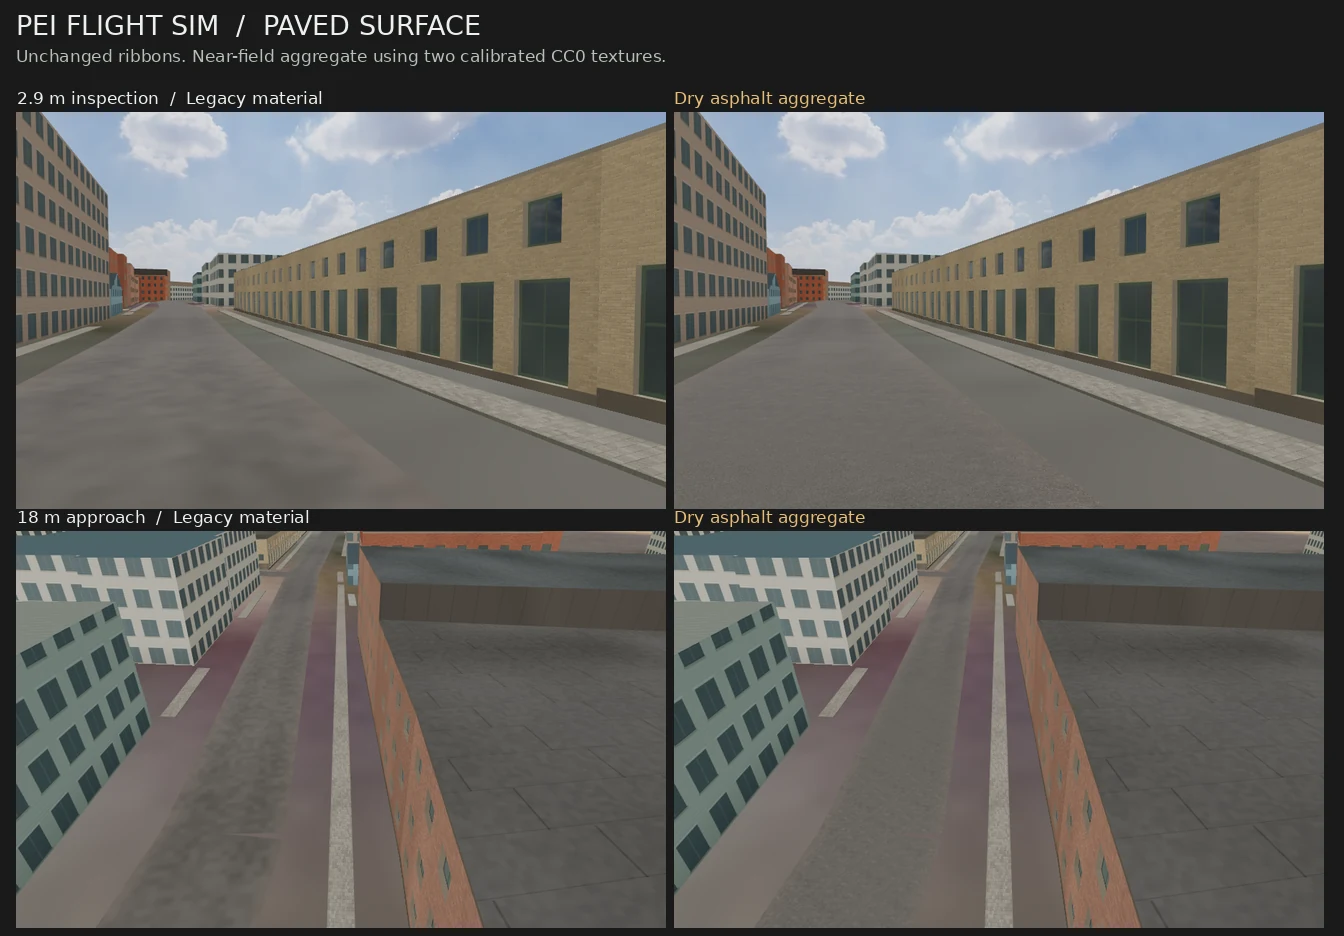 PEI FLIGHT SIM / PAVED SURFACE
Unchanged ribbons. Near-field aggregate using two calibrated CC0 textures.
2.9 m inspection / Legacy material
Dry asphalt aggregate
18 m approach / Legacy material
Dry asphalt aggregate